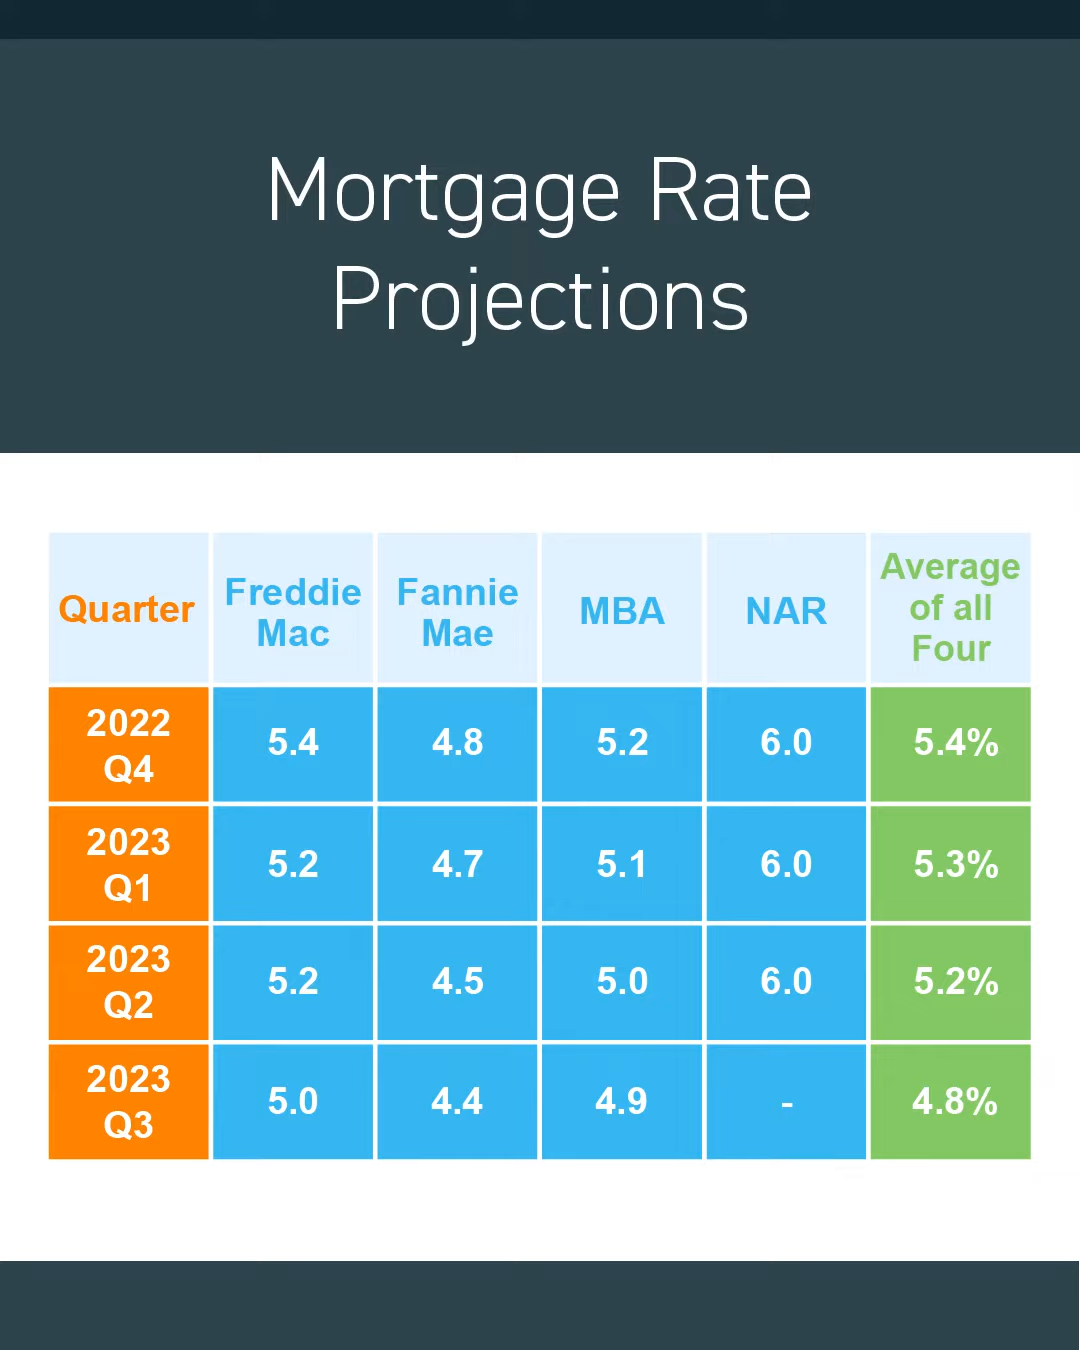 Mortgage Rate
Projections
Quarter Freddie Mac Fannie Mae MBA NAR Average of all Four
2022 Q4 5.4 4.8 5.2 6.0 5.4%
2023 Q1 5.2 4.7 5.1 6.0 5.3%
2023 Q2 5.2 4.5 5.0 6.0 5.2%
2023 Q3 5.0 4.4 4.9 - 4.8%